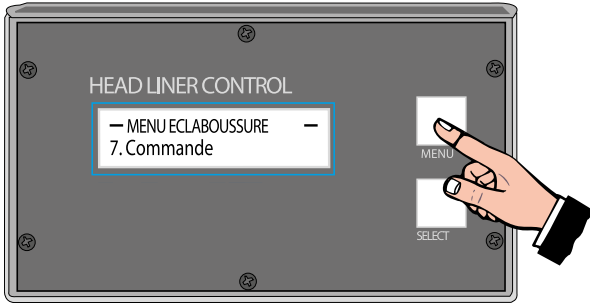 HEAD LINER CONTROL
— MENU ECLABOUSSURE —
7. Commande
MENU
SELECT